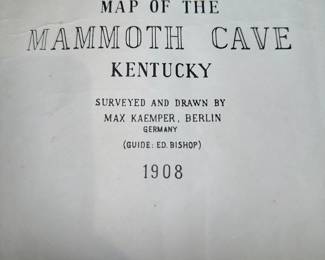 MAP OF THE
MAMMOTH CAVE
KENTUCKY
SURVEYED AND DRAWN BY
MAX KAEMPER, BERLIN
GERMANY
(GUIDE: ED. BISHOP)
1908